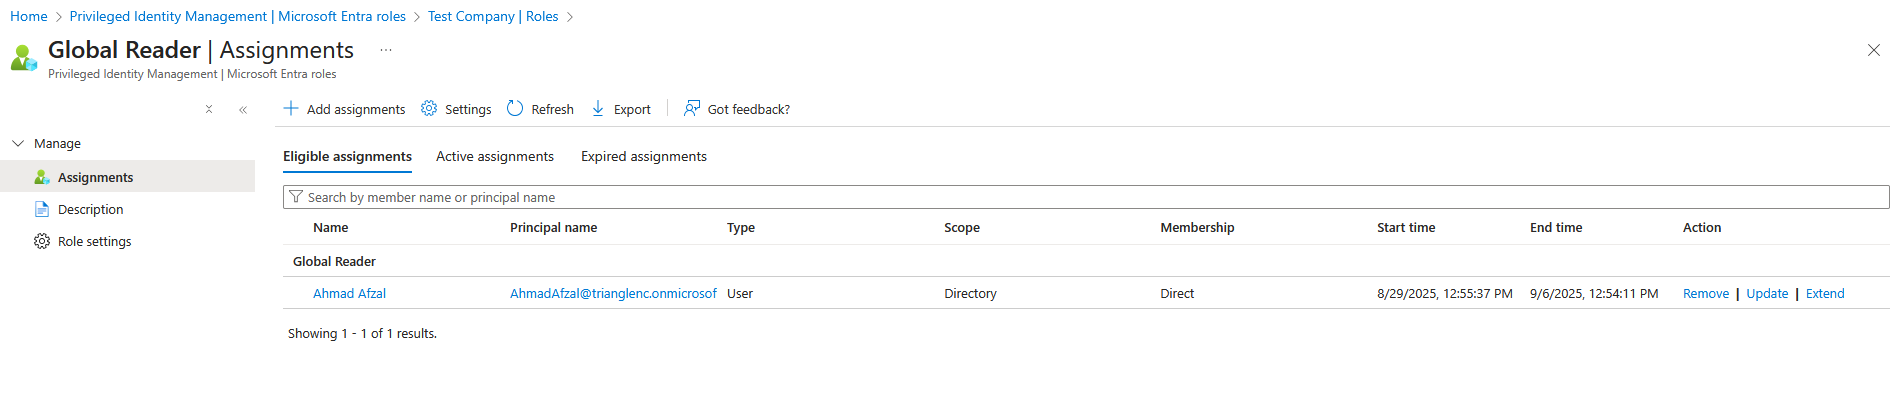 Home > Privileged Identity Management | Microsoft Entra roles > Test Company | Roles >
Global Reader | Assignments ...
Privileged Identity Management | Microsoft Entra roles
Add assignments Settings Refresh Export Got feedback?
Manage
Assignments
Description
Role settings
Eligible assignments Active assignments Expired assignments
Search by member name or principal name
Name Principal name Type Scope Membership Start time End time Action
Global Reader
Ahmad Afzal AhmadAfzal@trianglenc.onmicrosof User Directory Direct 8/29/2025, 12:55:37 PM 9/6/2025, 12:54:11 PM Remove | Update | Extend
Showing 1 - 1 of 1 results.